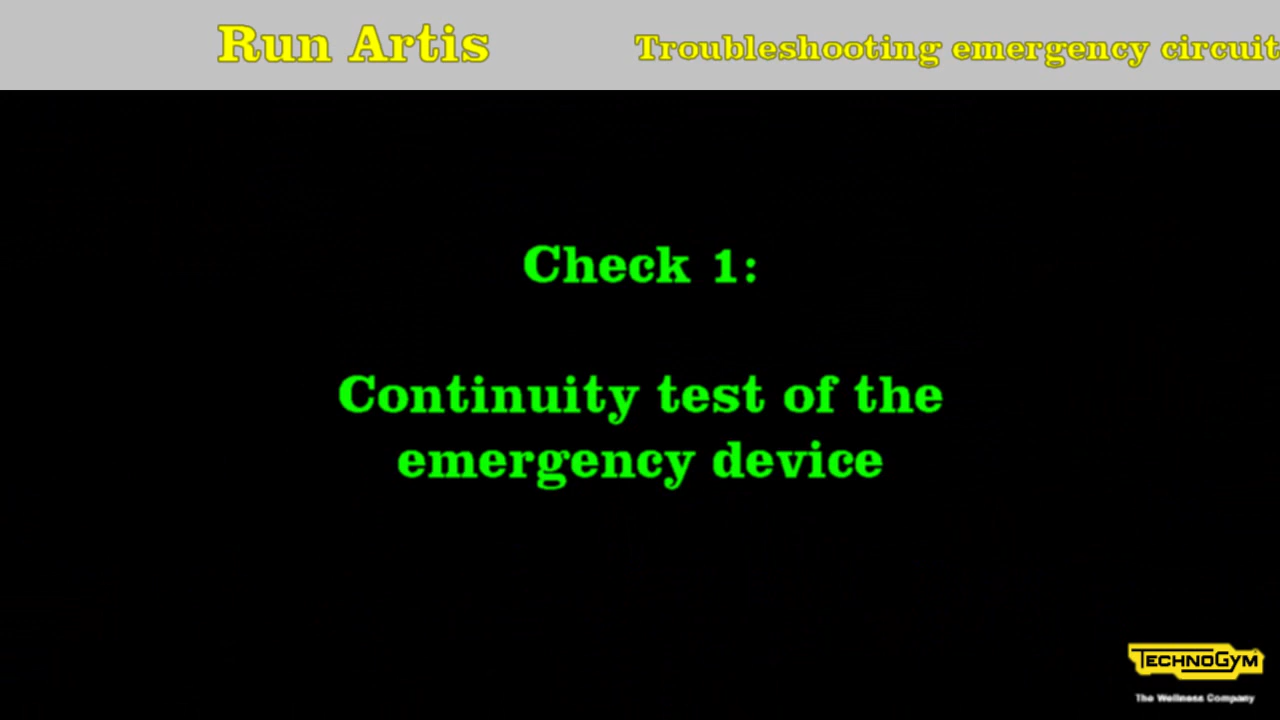 Run Artis
Troubleshooting emergency circuit
Check 1:
Continuity test of the
emergency device
TECHNOGYM
The Wellness Company